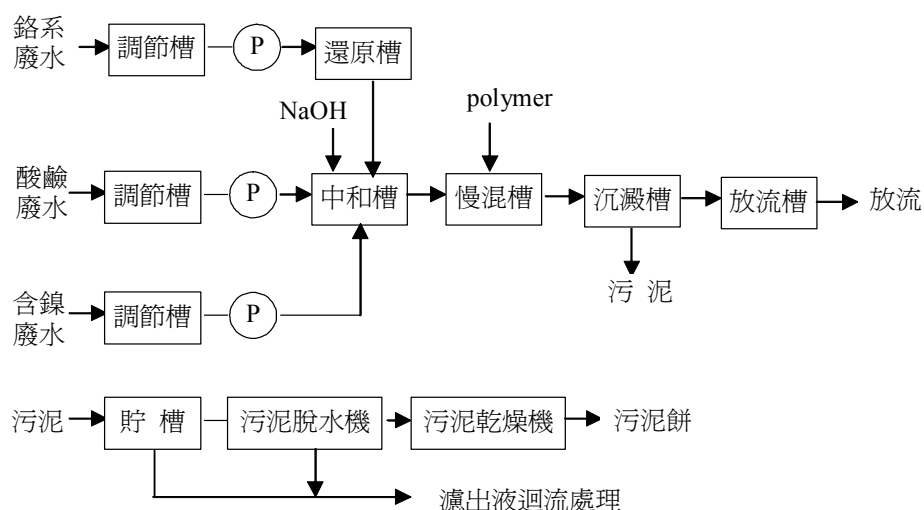 鉻系
廢水
調節槽
P
還原槽
NaOH
polymer
酸鹼
廢水
調節槽
P
中和槽
慢混槽
沉澱槽
放流槽
放流
污 泥
含鎳
廢水
調節槽
P
污泥
貯 槽
污泥脫水機
污泥乾燥機
污泥餅
濾出液迴流處理